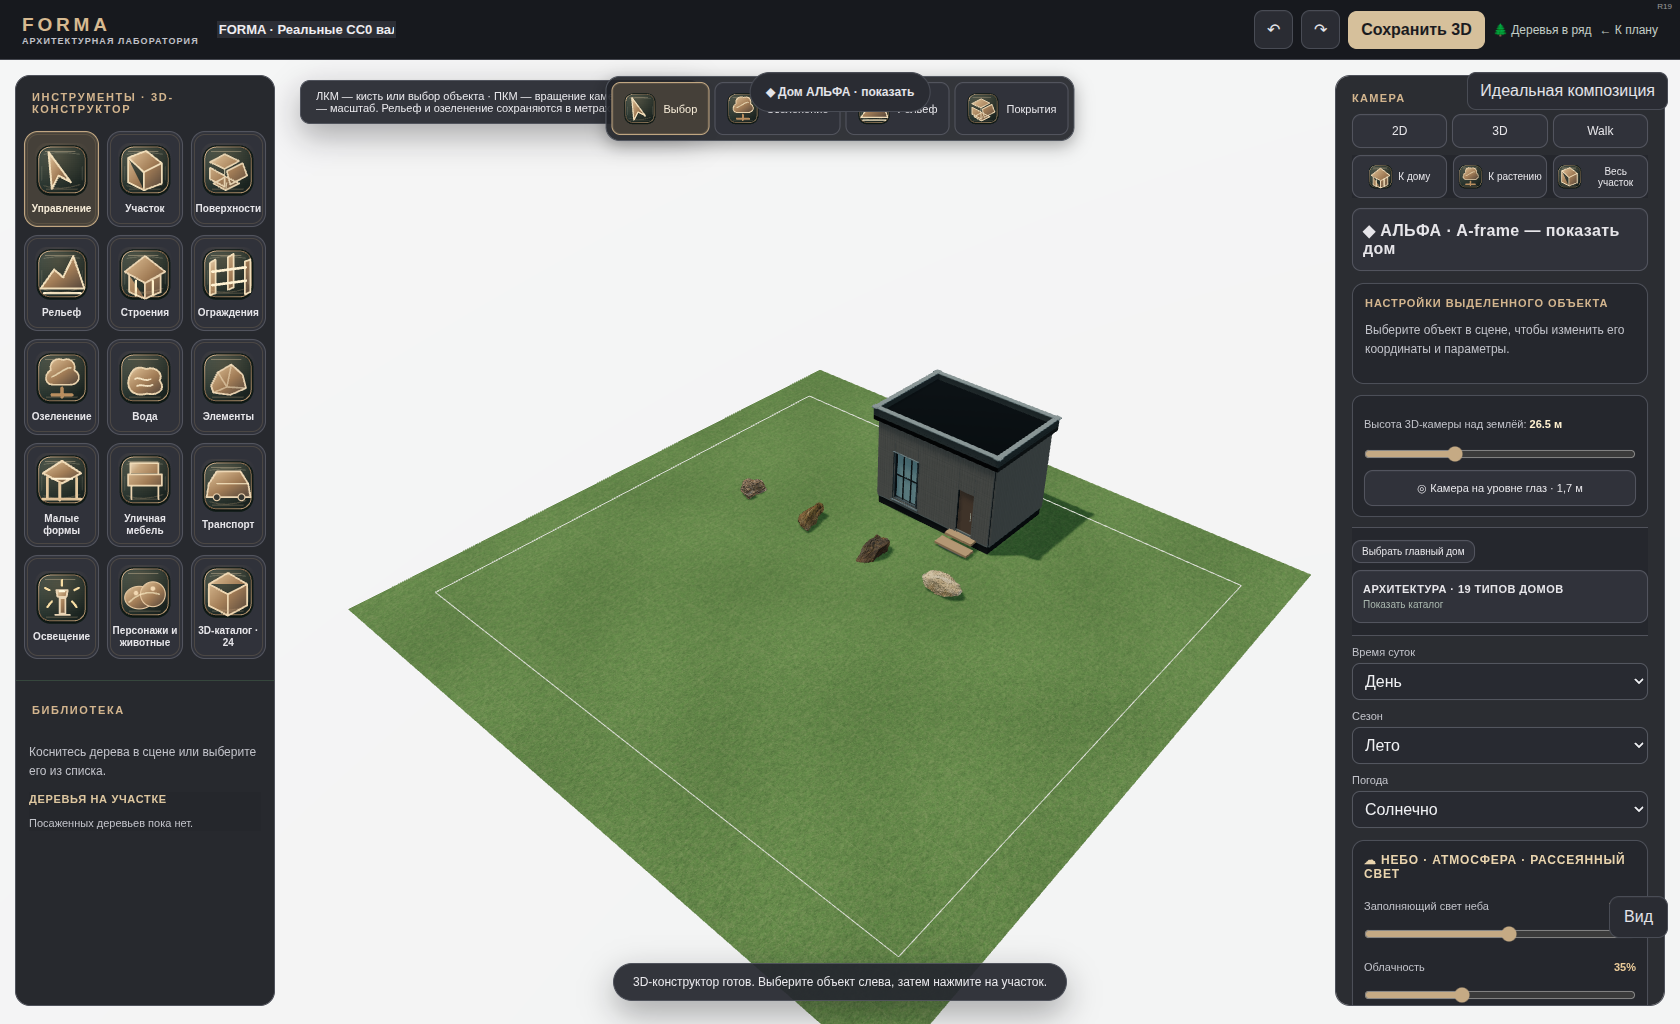 R19
FORMA
АРХИТЕКТУРНАЯ ЛАБОРАТОРИЯ
FORMA · Реальные CC0
↶
↷
Сохранить 3D
🌲 Деревья в ряд
← К плану
ИНСТРУМЕНТЫ · 3D-
КОНСТРУКТОР
Управление
Участок
Поверхности
Рельеф
Строения
Ограждения
Озеленение
Вода
Элементы
Малые
формы
Уличная
мебель
Транспорт
Освещение
Персонажи и
животные
3D-каталог ·
24
БИБЛИОТЕКА
Коснитесь дерева в сцене или выберите
его из списка.
ДЕРЕВЬЯ НА УЧАСТКЕ
Посаженных деревьев пока нет.
ЛКМ — кисть или выбор объекта · ПКМ — вращение
— масштаб. Рельеф и озеленение сохраняются в
Выбор
◆ Дом АЛЬФА · показать
Покрытия
3D-конструктор готов. Выберите объект слева, затем нажмите на участок.
КАМЕРА
Идеальная композиция
2D
3D
Walk
К дому
К растению
Весь
участок
◆ АЛЬФА · A-frame — показать
дом
НАСТРОЙКИ ВЫДЕЛЕННОГО ОБЪЕКТА
Выберите объект в сцене, чтобы изменить его
координаты и параметры.
Высота 3D-камеры над землёй: 26.5 м
◎ Камера на уровне глаз · 1,7 м
Выбрать главный дом
АРХИТЕКТУРА · 19 ТИПОВ ДОМОВ
Показать каталог
Время суток
День
Сезон
Лето
Погода
Солнечно
☁ НЕБО · АТМОСФЕРА · РАССЕЯННЫЙ
СВЕТ
Заполняющий свет неба
Вид
Облачность
35%